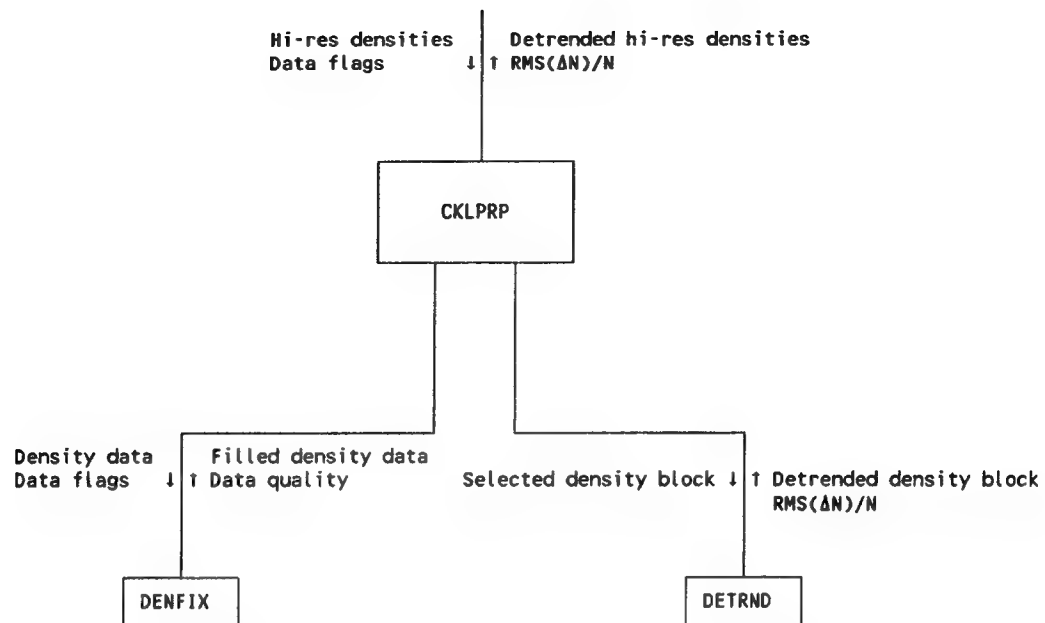 Hi-res densities
Data flags ↓
Detrended hi-res densities
↑ RMS(ΔN)/N
CKLPRP
Density data
Data flags ↓
Filled density data
↑ Data quality
Selected density block ↓
↑ Detrended density block
RMS(ΔN)/N
DENFIX
DETRND